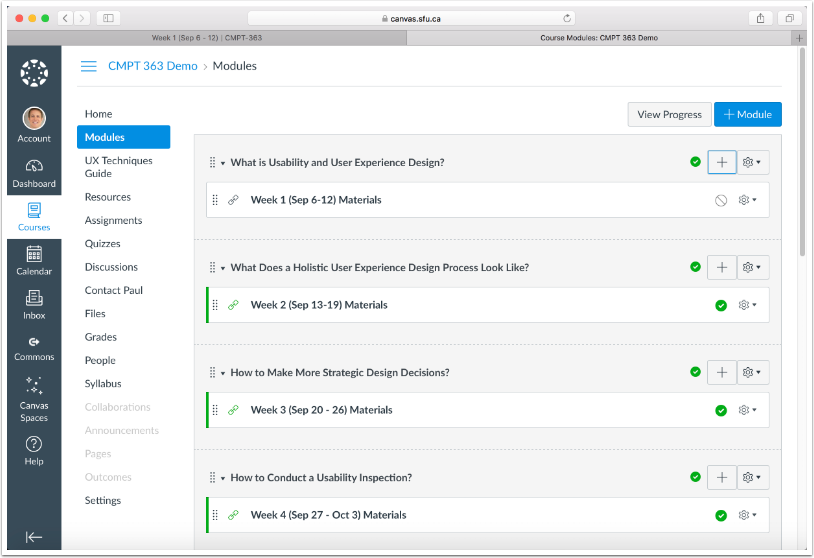 canvas.sfu.ca
Week 1 (Sep 6 - 12) | CMPT-363
Course Modules: CMPT 363 Demo
CMPT 363 Demo › Modules
Account
Dashboard
Courses
Calendar
Inbox
Commons
Canvas
Spaces
Help
Home
Modules
UX Techniques
Guide
Resources
Assignments
Quizzes
Discussions
Contact Paul
Files
Grades
People
Syllabus
Collaborations
Announcements
Pages
Outcomes
Settings
View Progress
+ Module
What is Usability and User Experience Design?
Week 1 (Sep 6-12) Materials
What Does a Holistic User Experience Design Process Look Like?
Week 2 (Sep 13-19) Materials
How to Make More Strategic Design Decisions?
Week 3 (Sep 20 - 26) Materials
How to Conduct a Usability Inspection?
Week 4 (Sep 27 - Oct 3) Materials